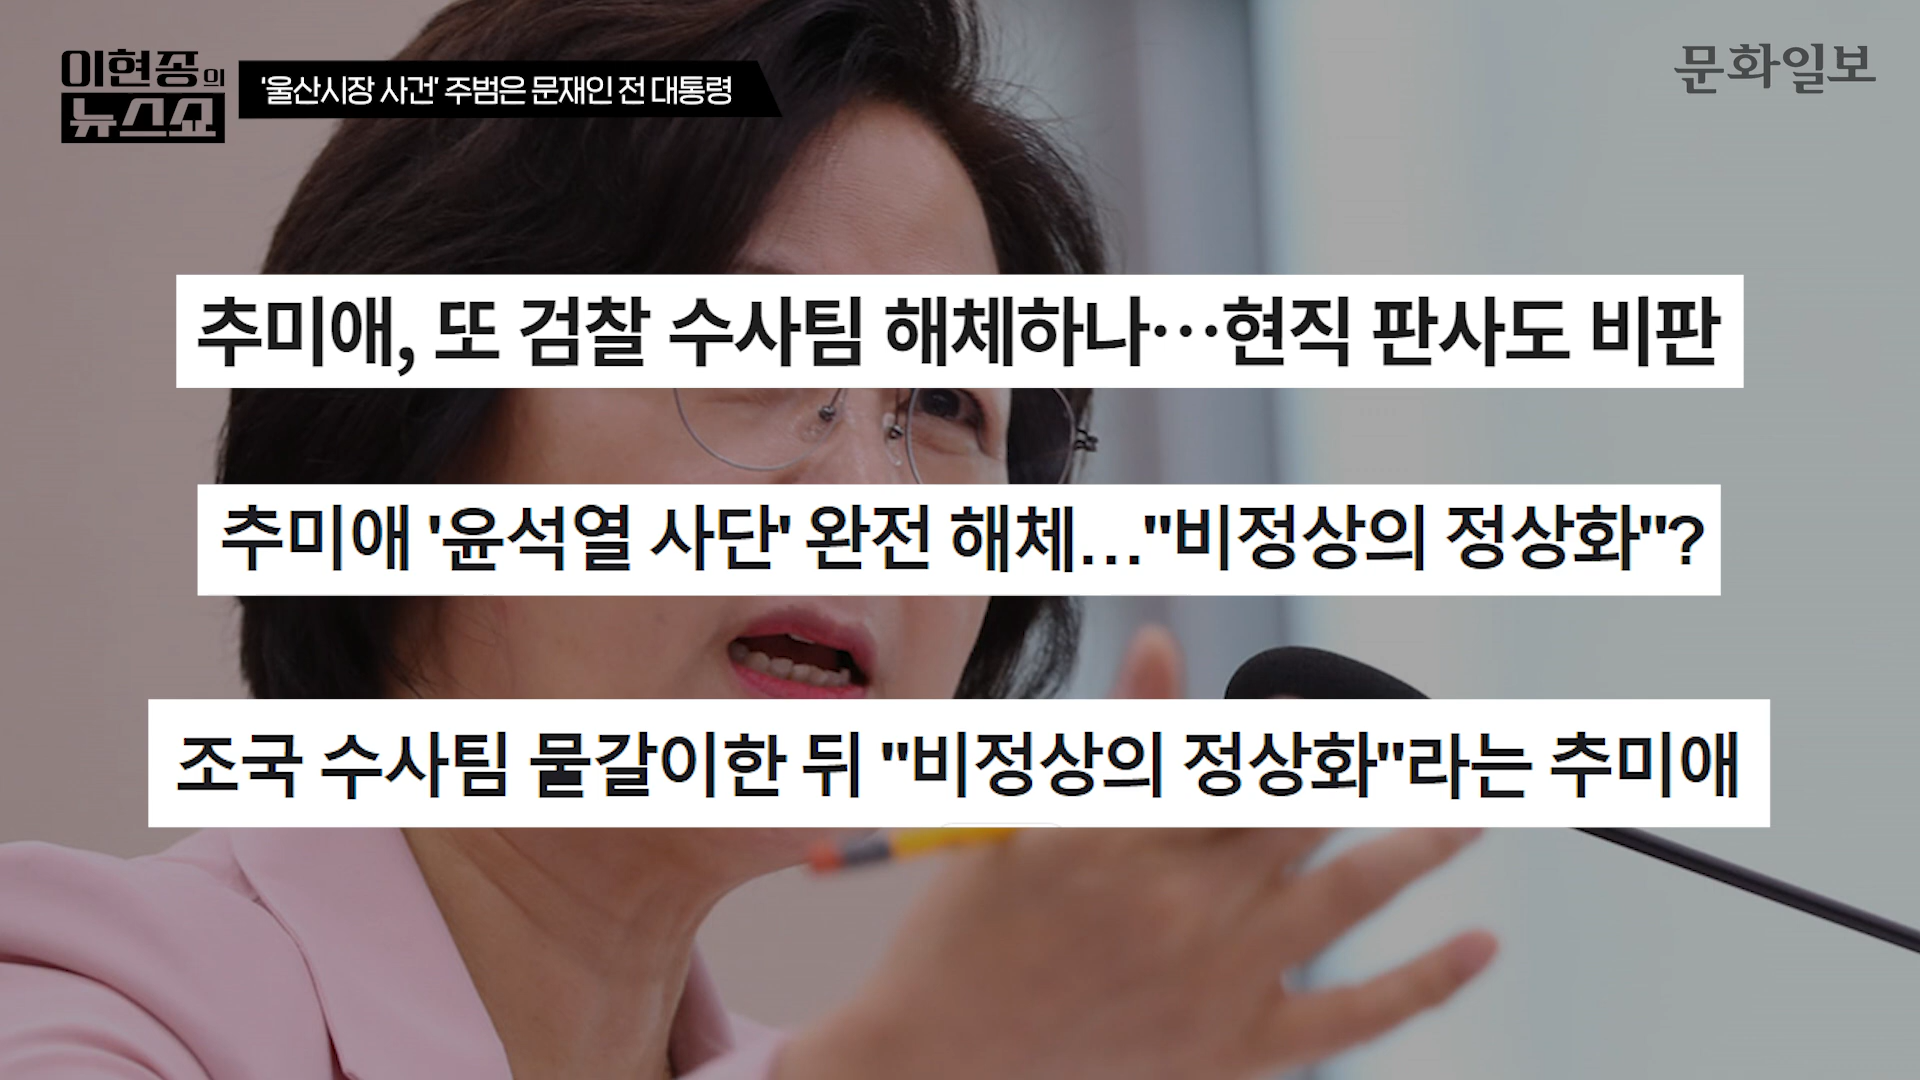 이현종의
뉴스쇼
‘울산시장 사건’ 주범은 문재인 전 대통령
문화일보
추미애, 또 검찰 수사팀 해체하나…현직 판사도 비판
추미애 '윤석열 사단' 완전 해체..."비정상의 정상화"?
조국 수사팀 물갈이한 뒤 "비정상의 정상화"라는 추미애